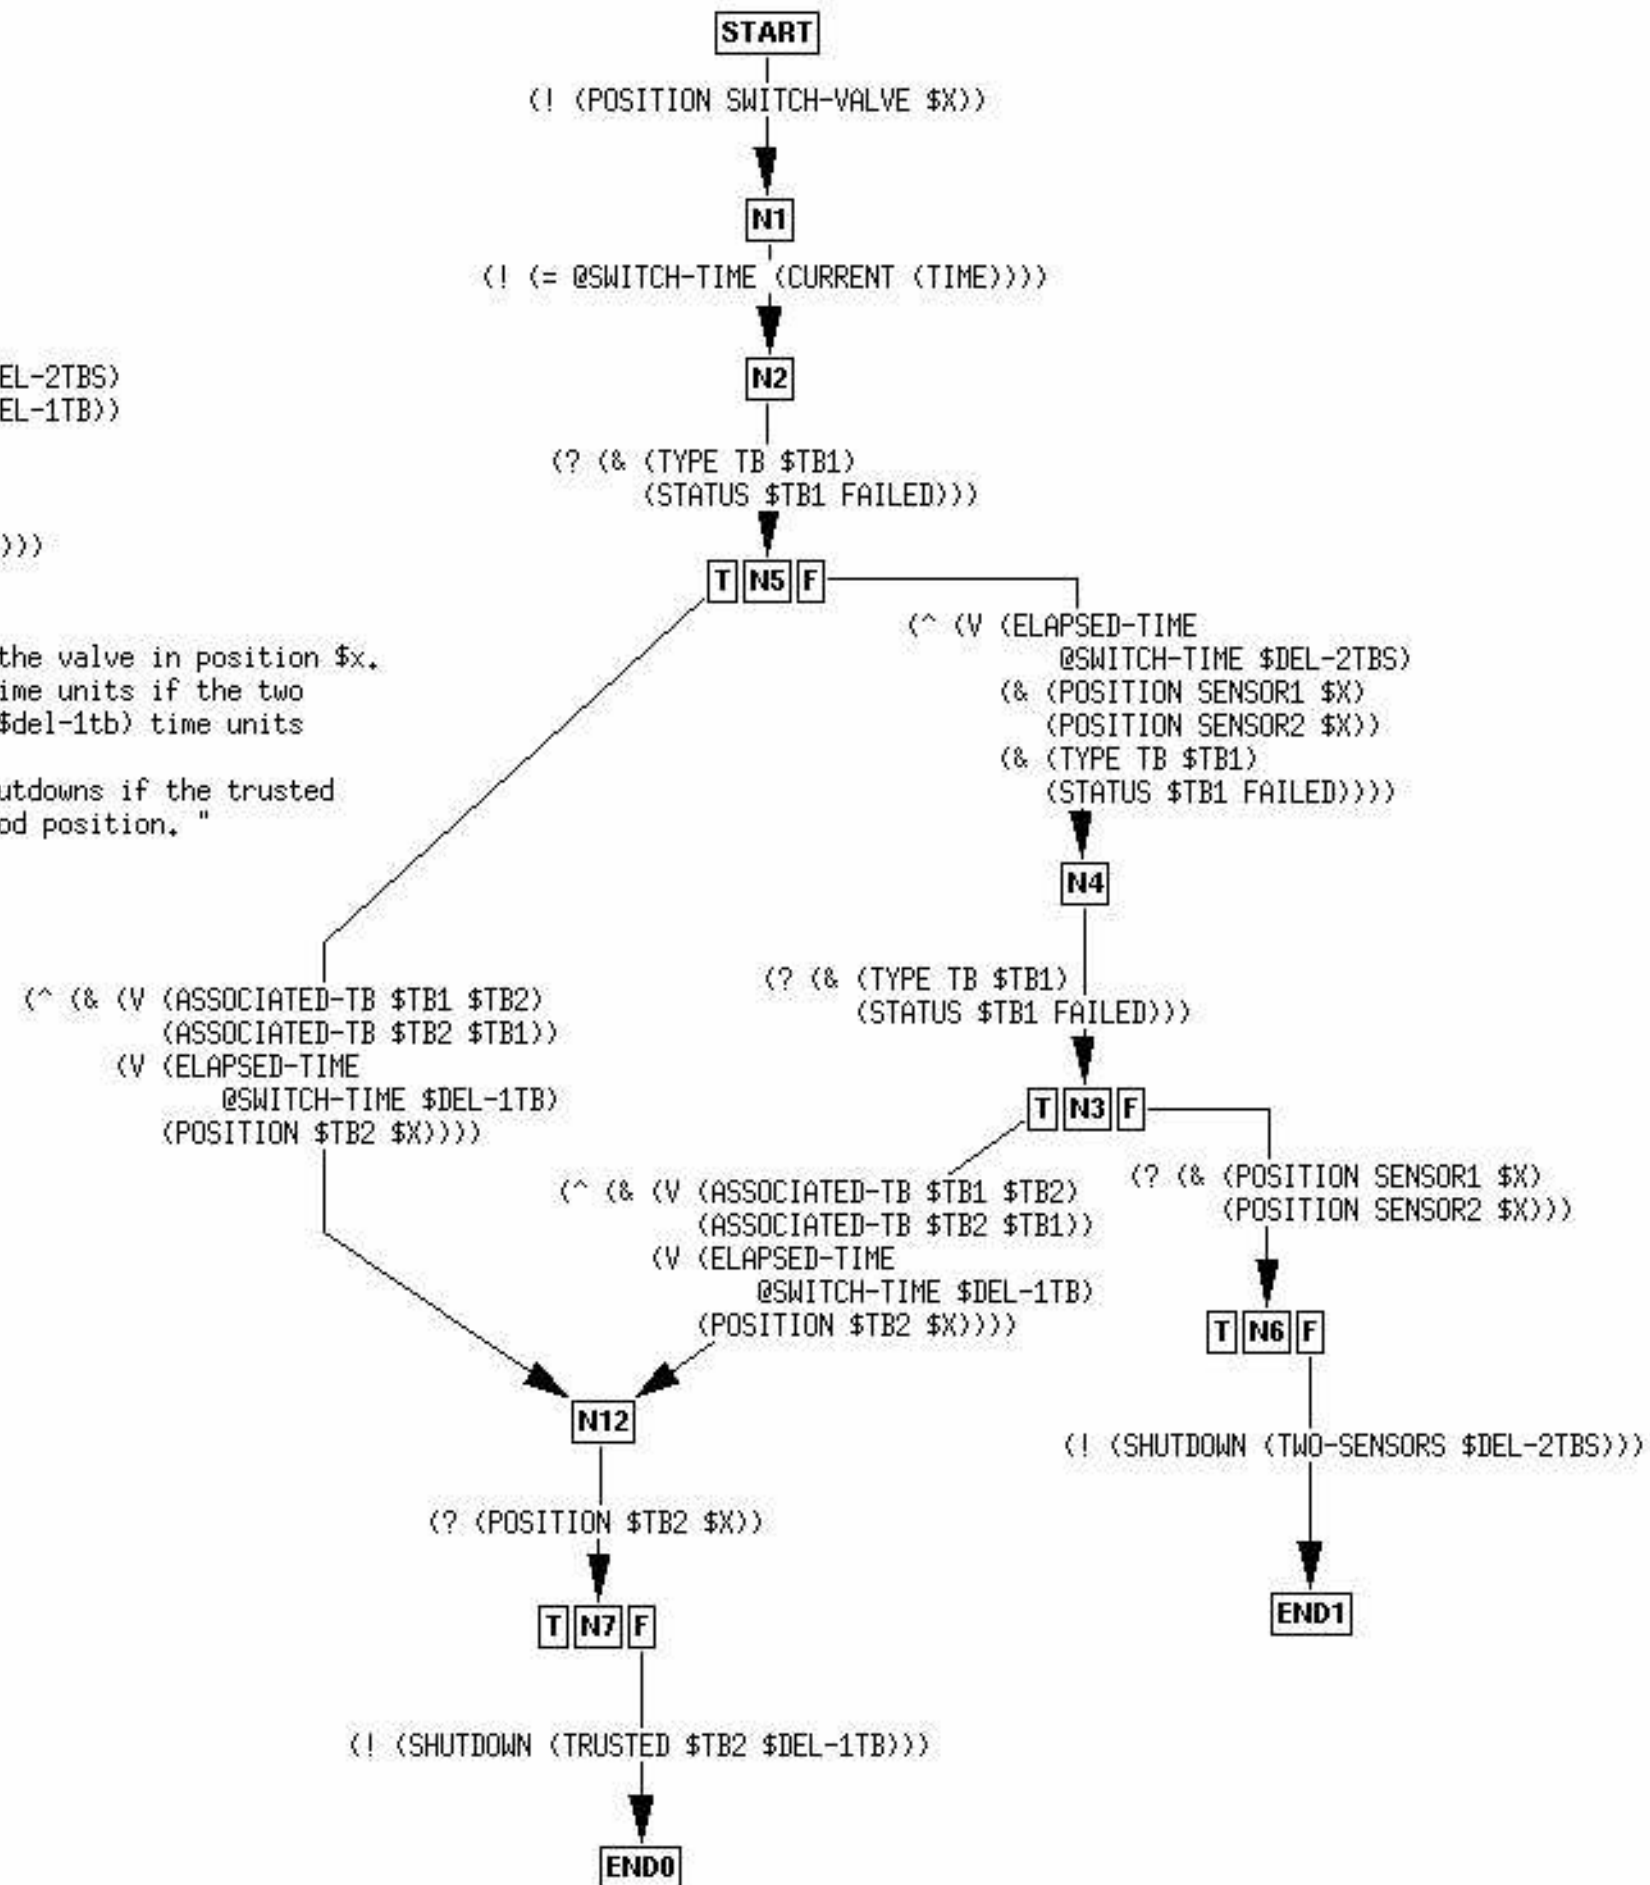 START
(! (POSITION SWITCH-VALVE $X))
N1
(! (= @SWITCH-TIME (CURRENT (TIME))))
N2
EL-2TBS)
EL-1TB))
(? (& (TYPE TB $TB1)
(STATUS $TB1 FAILED)))
)))
T N5 F
the valve in position $x.
ime units if the two
$del-1tb) time units
utdowns if the trusted
od position. "
(^ (V (ELAPSED-TIME
@SWITCH-TIME $DEL-2TBS)
(& (POSITION SENSOR1 $X)
(POSITION SENSOR2 $X))
(& (TYPE TB $TB1)
(STATUS $TB1 FAILED))))
N4
(^ (& (V (ASSOCIATED-TB $TB1 $TB2)
(ASSOCIATED-TB $TB2 $TB1))
(V (ELAPSED-TIME
@SWITCH-TIME $DEL-1TB)
(POSITION $TB2 $X))))
(? (& (TYPE TB $TB1)
(STATUS $TB1 FAILED)))
T N3 F
(^ (& (V (ASSOCIATED-TB $TB1 $TB2)
(ASSOCIATED-TB $TB2 $TB1))
(V (ELAPSED-TIME
@SWITCH-TIME $DEL-1TB)
(POSITION $TB2 $X))))
(? (& (POSITION SENSOR1 $X)
(POSITION SENSOR2 $X)))
T N6 F
N12
(! (SHUTDOWN (TWO-SENSORS $DEL-2TBS)))
(? (POSITION $TB2 $X))
END1
T N7 F
(! (SHUTDOWN (TRUSTED $TB2 $DEL-1TB)))
END0